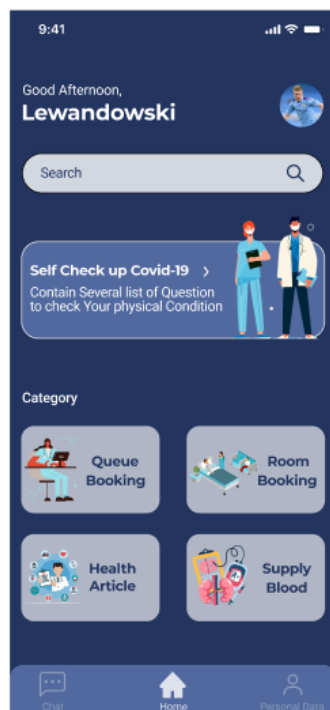 9:41
Good Afternoon,
Lewandowski
Search
Self Check up Covid-19 >
Contain Several list of Question
to check Your physical Condition
Category
Queue
Booking
Room
Booking
Health
Article
Supply
Blood
Chat
Home
Personal Data